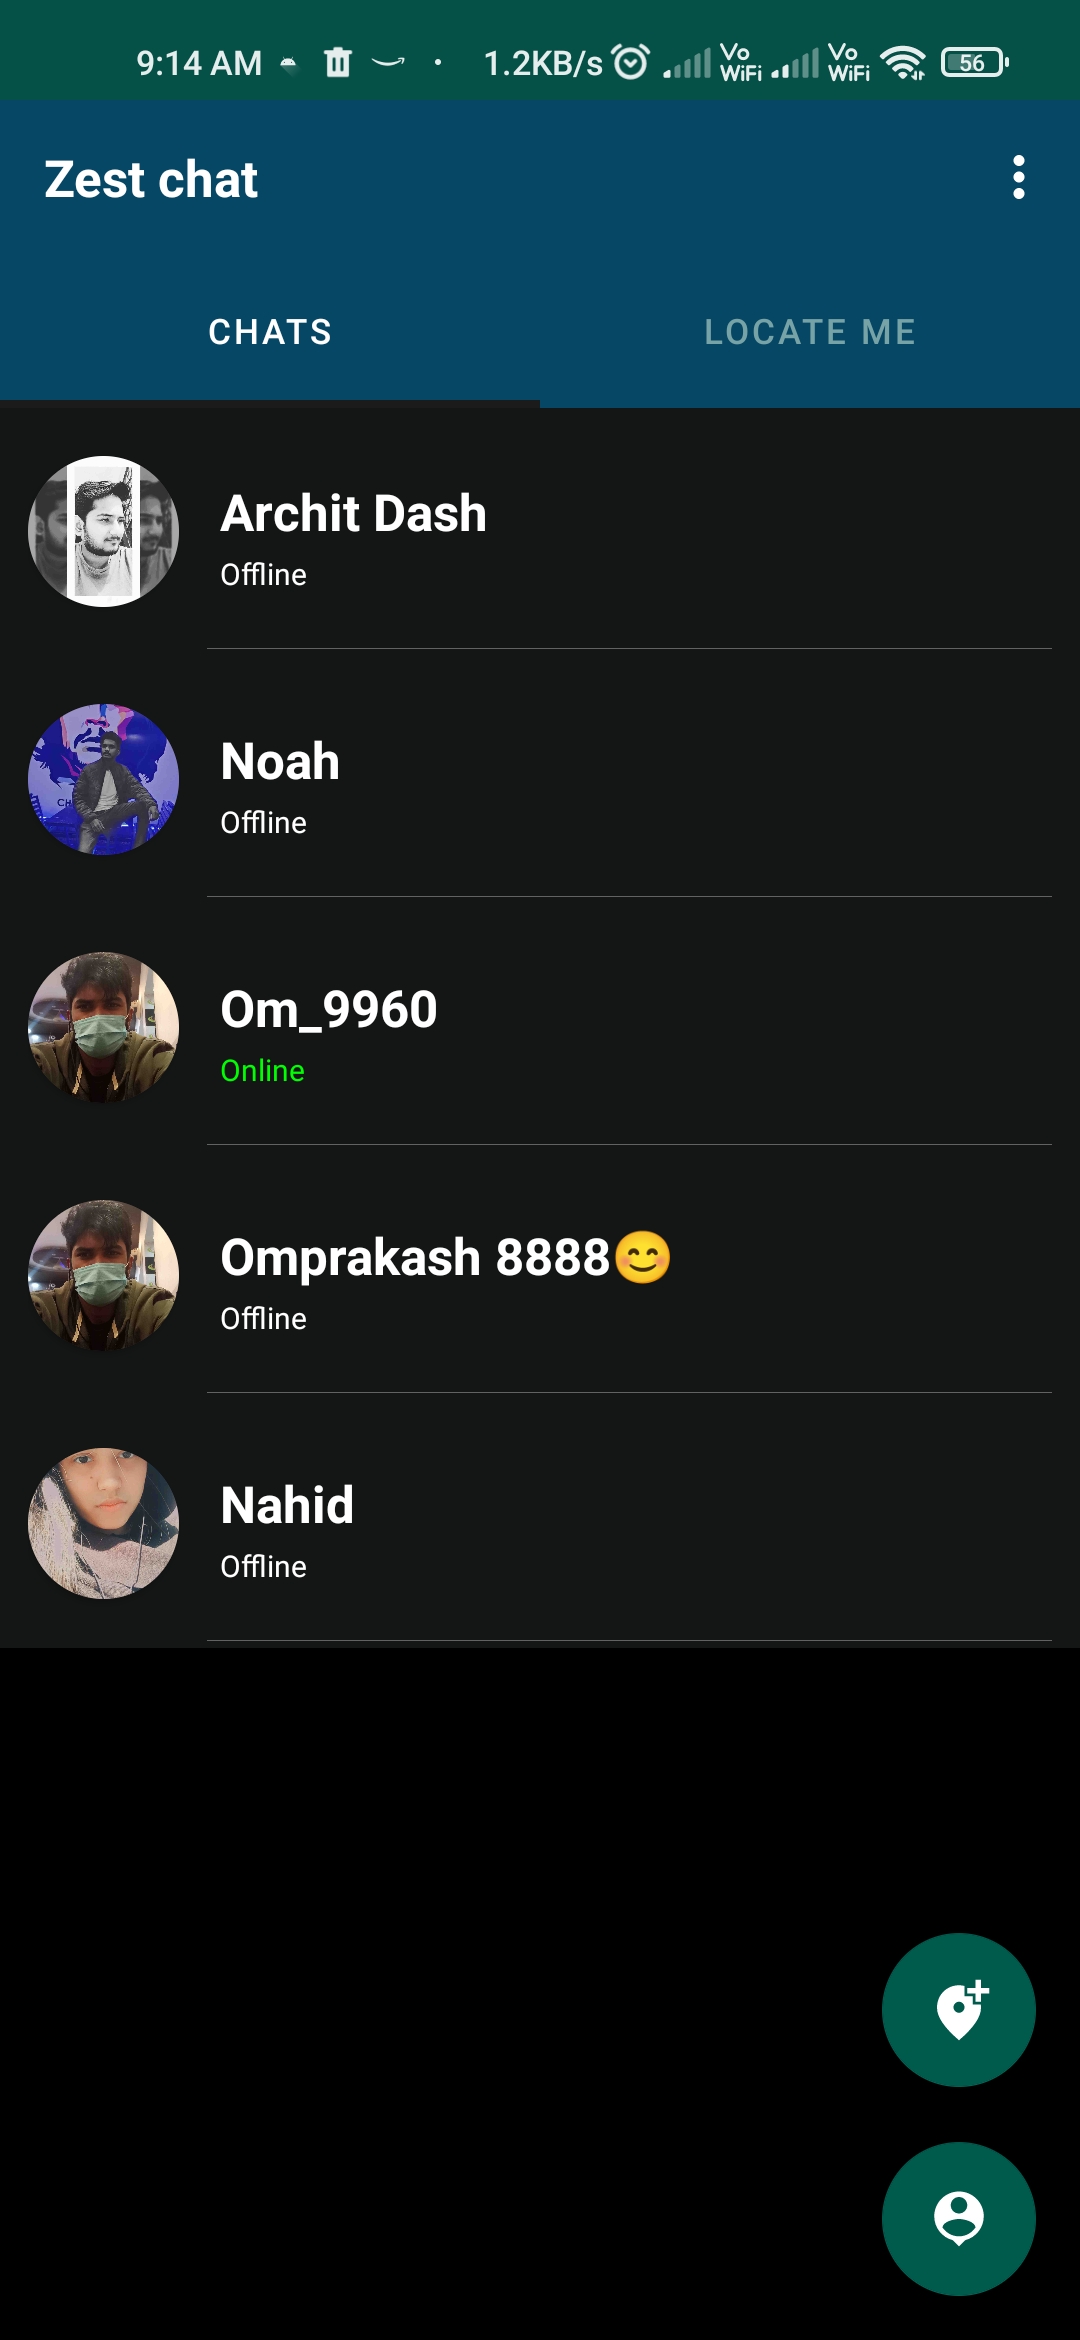 9:14 AM 1.2KB/s Vo WiFi Vo WiFi 56
Zest chat
CHATS LOCATE ME
Archit Dash
Offline
Noah
Offline
CH
Om_9960
Online
Omprakash 8888😊
Offline
Nahid
Offline